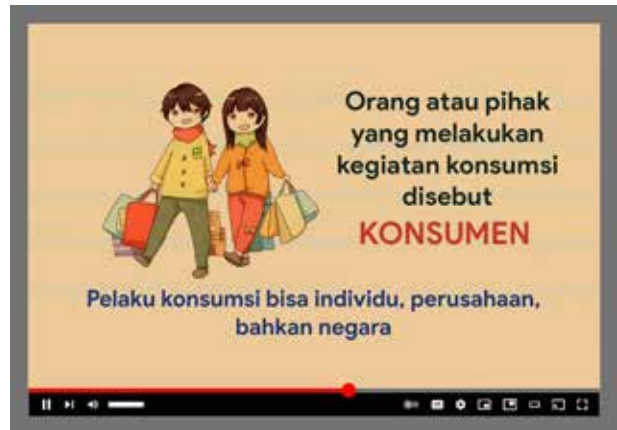 Orang atau pihak
yang melakukan
kegiatan konsumsi
disebut
KONSUMEN
Pelaku konsumsi bisa individu, perusahaan,
bahkan negara